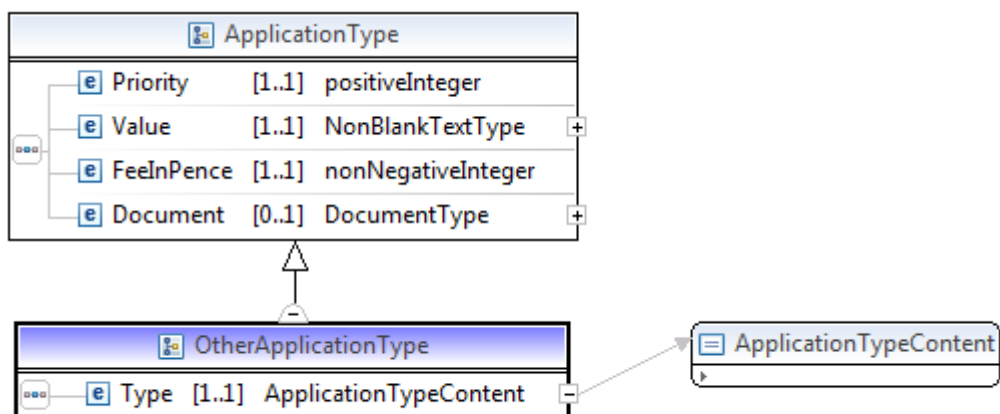 ApplicationType
e Priority [1..1] positiveInteger
e Value [1..1] NonBlankTextType
e FeeInPence [1..1] nonNegativeInteger
e Document [0..1] DocumentType
OtherApplicationType
e Type [1..1] ApplicationTypeContent
ApplicationTypeContent